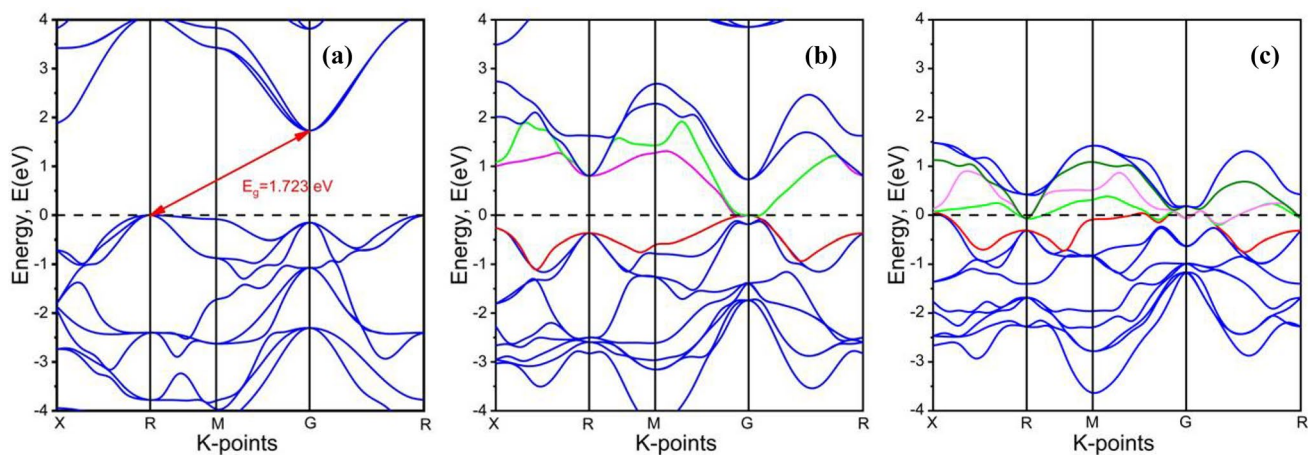 (a)
Energy, E(eV)
4
3
2
1
0
-1
-2
-3
-4
E_g=1.723 eV
X R M G R
K-points
(b)
Energy, E(eV)
4
3
2
1
0
-1
-2
-3
-4
X R M G R
K-points
(c)
Energy, E(eV)
4
3
2
1
0
-1
-2
-3
-4
X R M G R
K-points